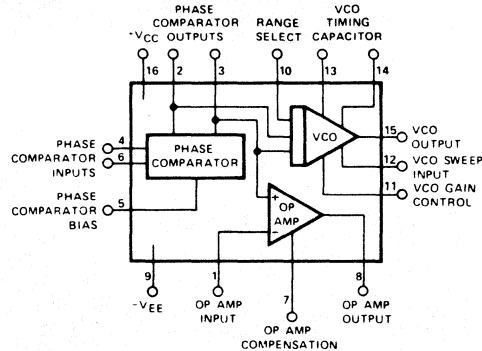 PHASE
COMPARATOR
OUTPUTS
RANGE
SELECT
VCO
TIMING
CAPACITOR
-VCC
16
2
3
10
13
14
PHASE
COMPARATOR
INPUTS
4
6
PHASE
COMPARATOR
VCO
15
VCO
OUTPUT
12
VCO SWEEP
INPUT
11
VCO GAIN
CONTROL
PHASE
COMPARATOR
BIAS
5
+
OP
AMP
−
9
-VEE
1
OP AMP
INPUT
7
OP AMP
COMPENSATION
8
OP AMP
OUTPUT